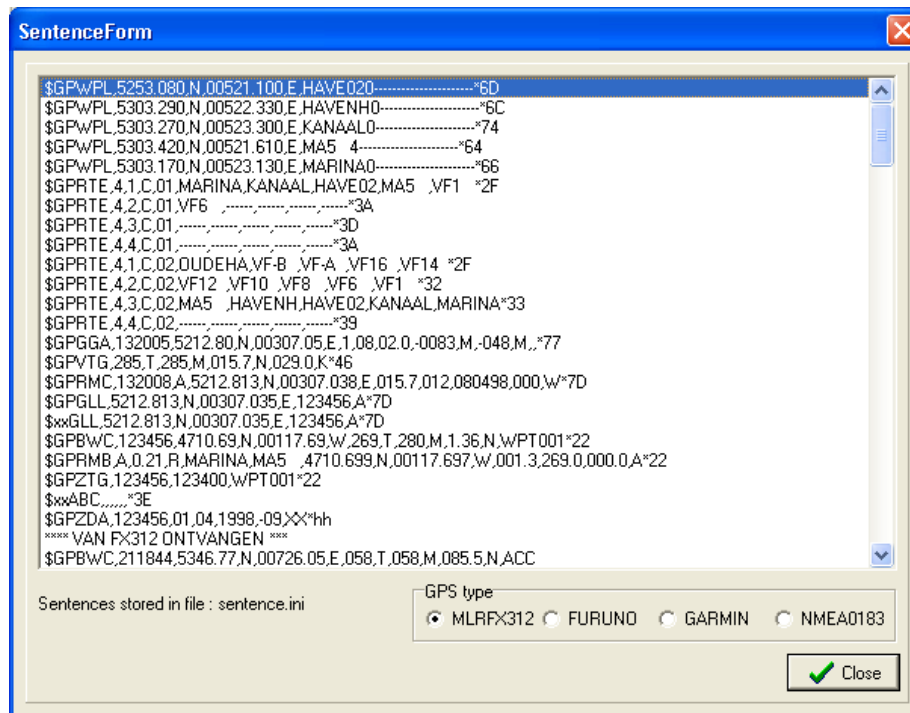 SentenceForm
$GPWPL,5253.080,N,00521.100,E,HAVE020----------------------*6D
$GPWPL,5303.290,N,00522.330,E,HAVENH0----------------------*6C
$GPWPL,5303.270,N,00523.300,E,KANAAL0----------------------*74
$GPWPL,5303.420,N,00521.610,E,MA5   4----------------------*64
$GPWPL,5303.170,N,00523.130,E,MARINA0----------------------*66
$GPRTE,4,1,C,01,MARINA,KANAAL,HAVE02,MA5   ,VF1   *2F
$GPRTE,4,2,C,01,VF6   ,------,------,------,------*3A
$GPRTE,4,3,C,01,------,------,------,------,------*3D
$GPRTE,4,4,C,01,------,------,------,------,------*3A
$GPRTE,4,1,C,02,OUDEHA,VF-B  ,VF-A  ,VF16  ,VF14  *2F
$GPRTE,4,2,C,02,VF12  ,VF10  ,VF8   ,VF6   ,VF1   *32
$GPRTE,4,3,C,02,MA5   ,HAVENH,HAVE02,KANAAL,MARINA*33
$GPRTE,4,4,C,02,------,------,------,------,------*39
$GPGGA,132005,5212.80,N,00307.05,E,1,08,02.0,-0083,M,-048,M,,*77
$GPVTG,285,T,285,M,015.7,N,029.0,K*46
$GPRMC,132008,A,5212.813,N,00307.038,E,015.7,012,080498,000,W*7D
$GPGLL,5212.813,N,00307.035,E,123456,A*7D
$xxGLL,5212.813,N,00307.035,E,123456,A*7D
$GPBWC,123456,4710.69,N,00117.69,W,269,T,280,M,1.36,N,WPT001*22
$GPRMB,A,0.21,R,MARINA,MA5   ,4710.699,N,00117.697,W,001.3,269.0,000.0,A*22
$GPZTG,123456,123400,WPT001*22
$xxABC,,,,,,*3E
$GPZDA,123456,01,04,1998,-09,XX*hh
**** VAN FX312 ONTVANGEN ***
$GPBWC,211844,5346.77,N,00726.05,E,058,T,058,M,085.5,N,ACC
Sentences stored in file : sentence.ini
GPS type
MLRFX312 FURUNO GARMIN NMEA0183
Close